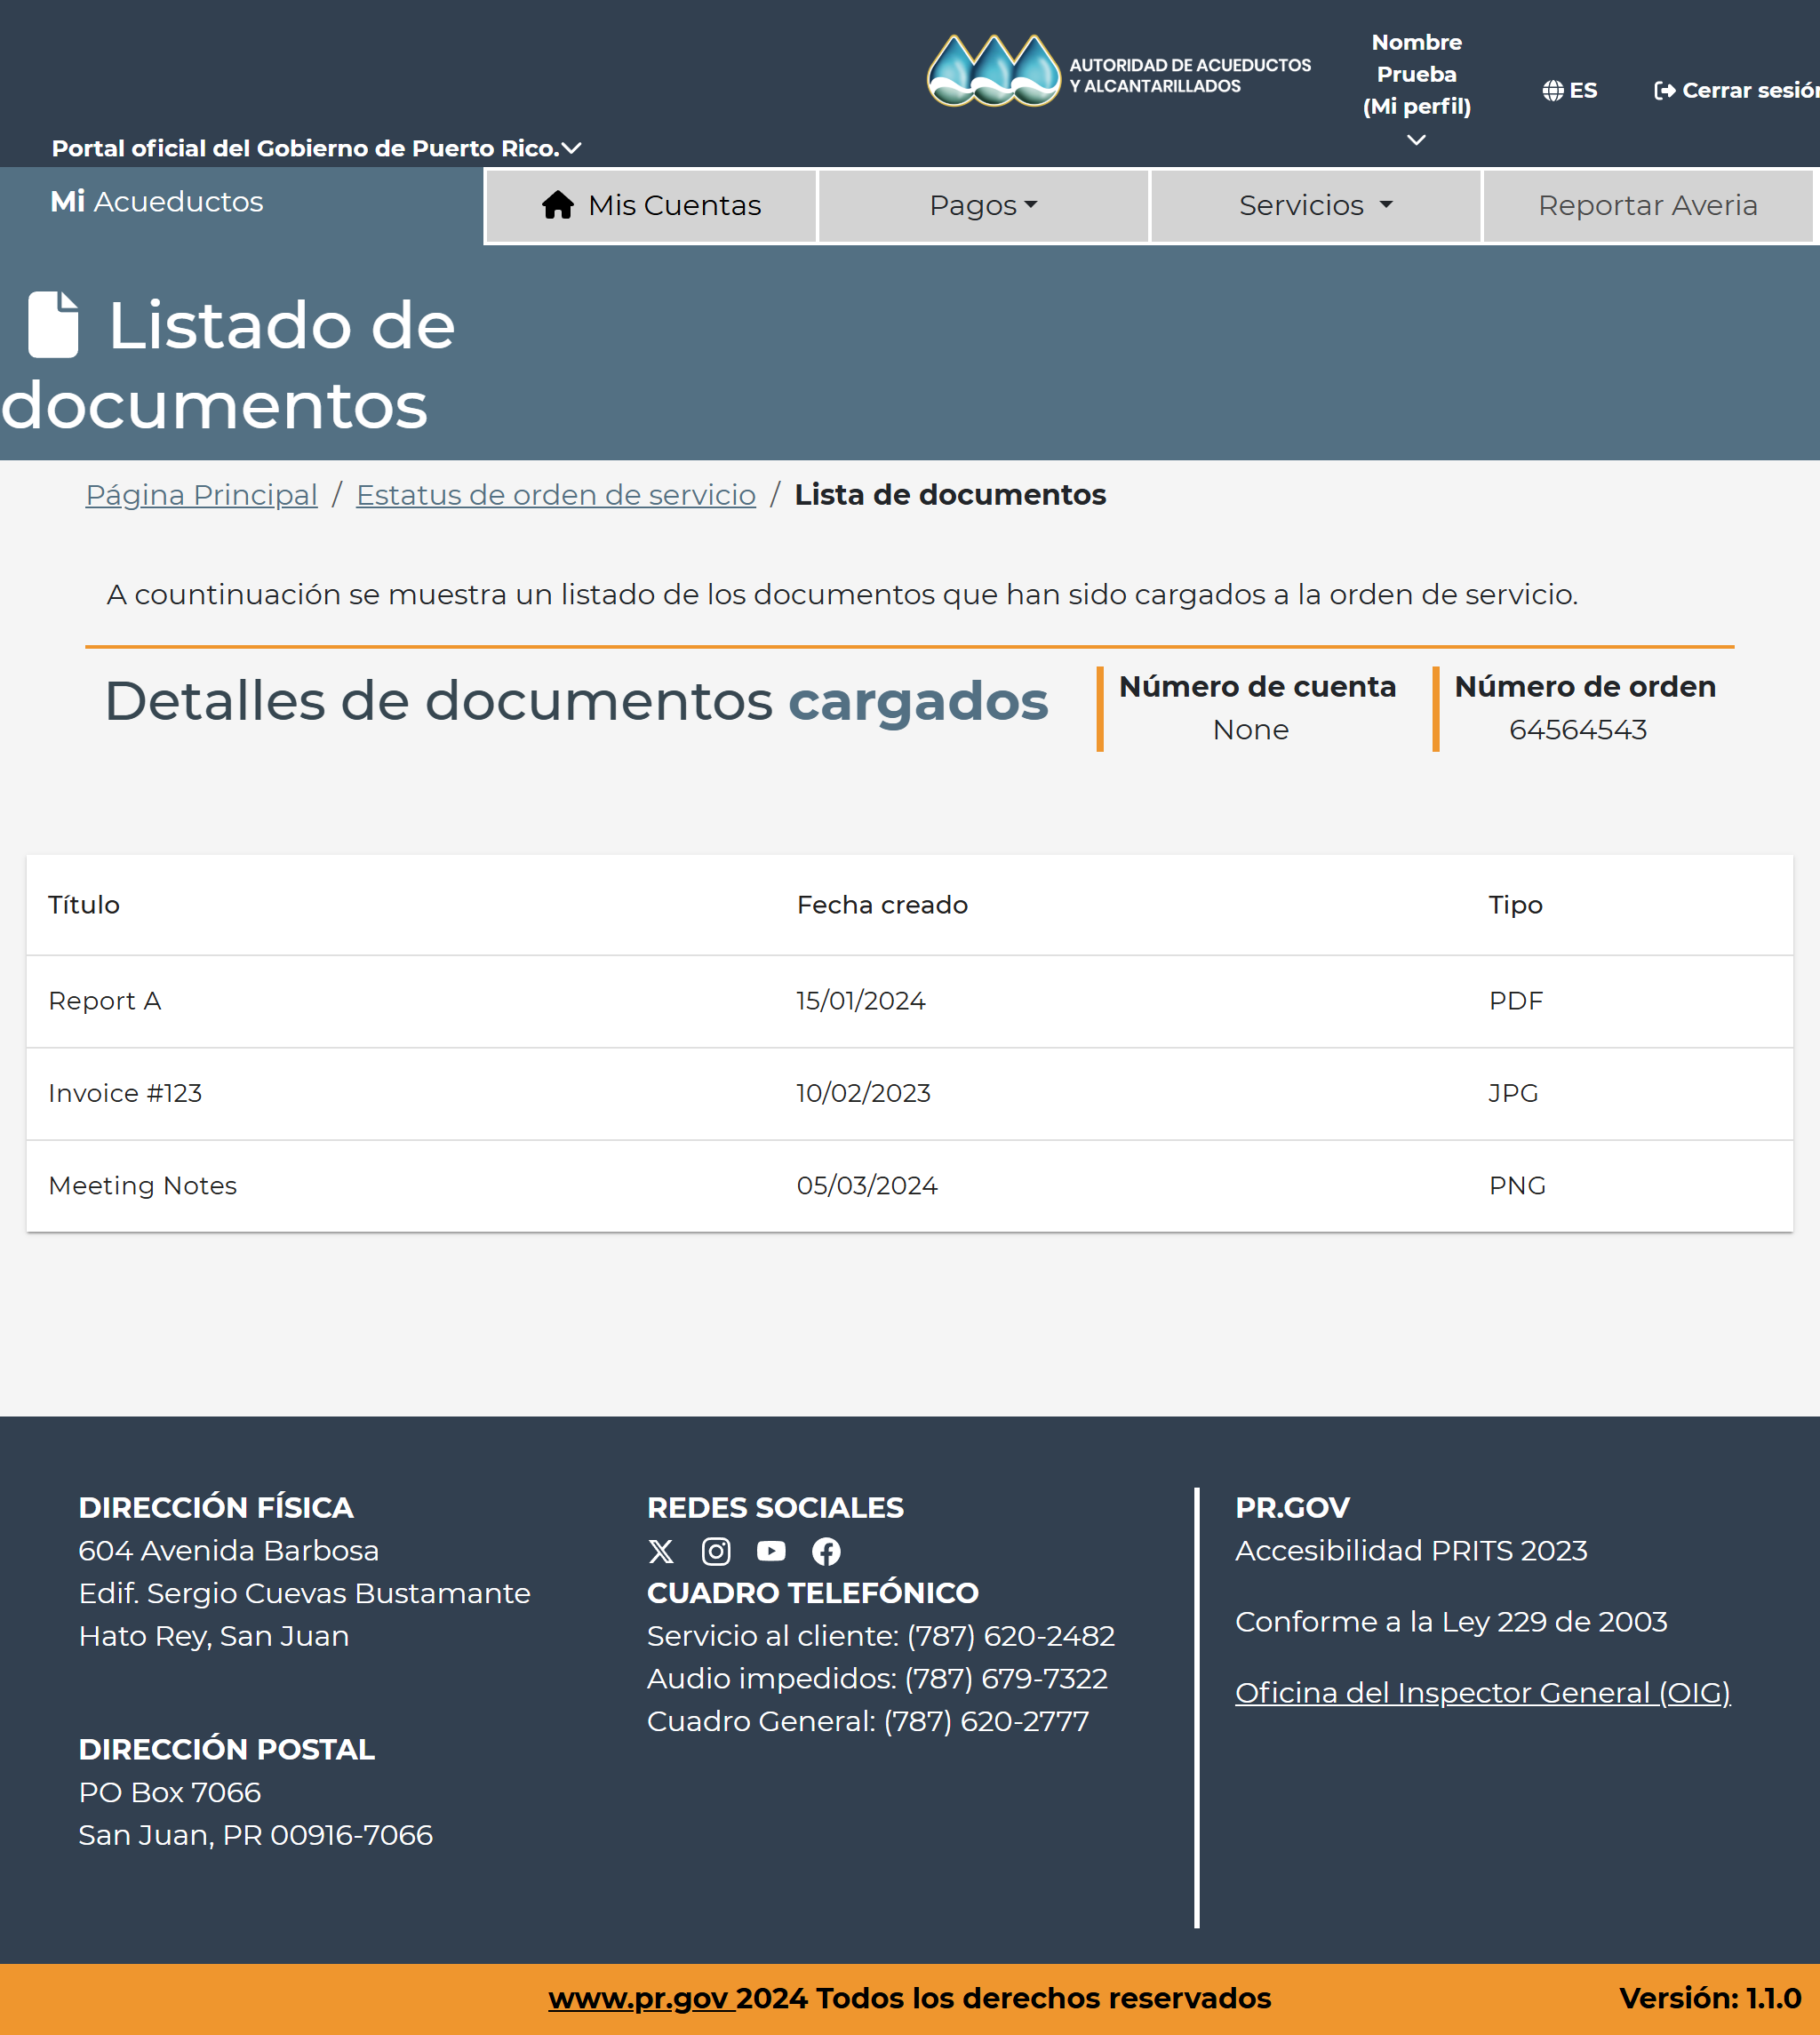 AUTORIDAD DE ACUEDUCTOS
Y ALCANTARILLADOS
Nombre
Prueba
(Mi perfil)
ES
Cerrar sesión
Portal oficial del Gobierno de Puerto Rico.
Mi Acueductos
Mis Cuentas
Pagos
Servicios
Reportar Averia
Listado de
documentos
Página Principal / Estatus de orden de servicio / Lista de documentos
A countinuación se muestra un listado de los documentos que han sido cargados a la orden de servicio.
Detalles de documentos cargados
Número de cuenta
None
Número de orden
64564543
Título Fecha creado Tipo
Report A 15/01/2024 PDF
Invoice #123 10/02/2023 JPG
Meeting Notes 05/03/2024 PNG
DIRECCIÓN FÍSICA
604 Avenida Barbosa
Edif. Sergio Cuevas Bustamante
Hato Rey, San Juan
DIRECCIÓN POSTAL
PO Box 7066
San Juan, PR 00916-7066
REDES SOCIALES
CUADRO TELEFÓNICO
Servicio al cliente: (787) 620-2482
Audio impedidos: (787) 679-7322
Cuadro General: (787) 620-2777
PR.GOV
Accesibilidad PRITS 2023
Conforme a la Ley 229 de 2003
Oficina del Inspector General (OIG)
www.pr.gov 2024 Todos los derechos reservados
Versión: 1.1.0